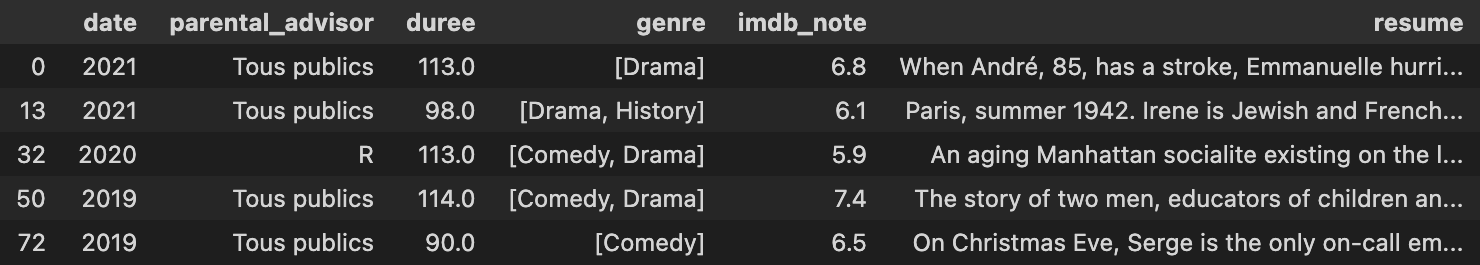 date parental_advisor duree genre imdb_note resume
0 2021 Tous publics 113.0 [Drama] 6.8 When André, 85, has a stroke, Emmanuelle hurri...
13 2021 Tous publics 98.0 [Drama, History] 6.1 Paris, summer 1942. Irene is Jewish and French...
32 2020 R 113.0 [Comedy, Drama] 5.9 An aging Manhattan socialite existing on the l...
50 2019 Tous publics 114.0 [Comedy, Drama] 7.4 The story of two men, educators of children an...
72 2019 Tous publics 90.0 [Comedy] 6.5 On Christmas Eve, Serge is the only on-call em...